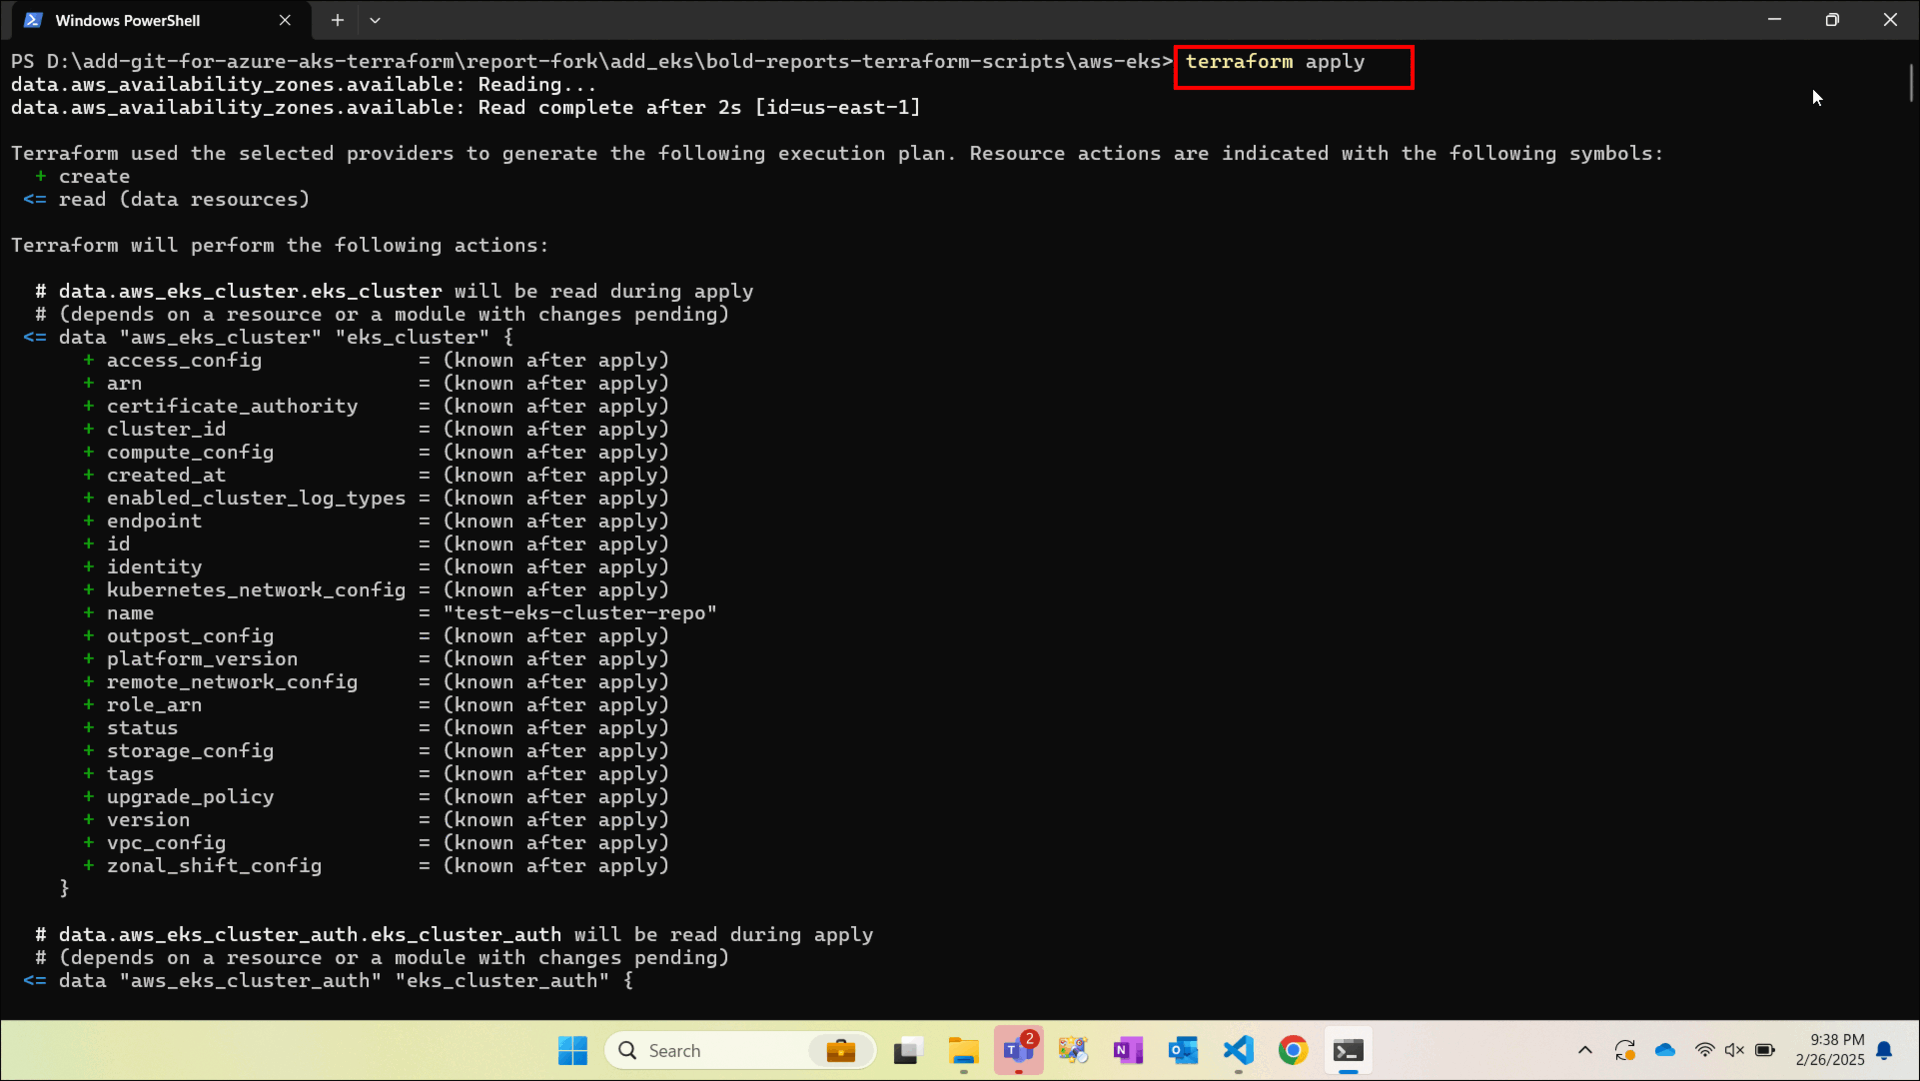 Windows PowerShell
PS D:\add-git-for-azure-aks-terraform\report-fork\add_eks\bold-reports-terraform-scripts\aws-eks> terraform apply
data.aws_availability_zones.available: Reading...
data.aws_availability_zones.available: Read complete after 2s [id=us-east-1]
Terraform used the selected providers to generate the following execution plan. Resource actions are indicated with the following symbols:
+ create
<= read (data resources)
Terraform will perform the following actions:
# data.aws_eks_cluster.eks_cluster will be read during apply
# (depends on a resource or a module with changes pending)
<= data "aws_eks_cluster" "eks_cluster" {
+ access_config = (known after apply)
+ arn = (known after apply)
+ certificate_authority = (known after apply)
+ cluster_id = (known after apply)
+ compute_config = (known after apply)
+ created_at = (known after apply)
+ enabled_cluster_log_types = (known after apply)
+ endpoint = (known after apply)
+ id = (known after apply)
+ identity = (known after apply)
+ kubernetes_network_config = (known after apply)
+ name = "test-eks-cluster-repo"
+ outpost_config = (known after apply)
+ platform_version = (known after apply)
+ remote_network_config = (known after apply)
+ role_arn = (known after apply)
+ status = (known after apply)
+ storage_config = (known after apply)
+ tags = (known after apply)
+ upgrade_policy = (known after apply)
+ version = (known after apply)
+ vpc_config = (known after apply)
+ zonal_shift_config = (known after apply)
}
# data.aws_eks_cluster_auth.eks_cluster_auth will be read during apply
# (depends on a resource or a module with changes pending)
<= data "aws_eks_cluster_auth" "eks_cluster_auth" {
Search
2
9:38 PM
2/26/2025